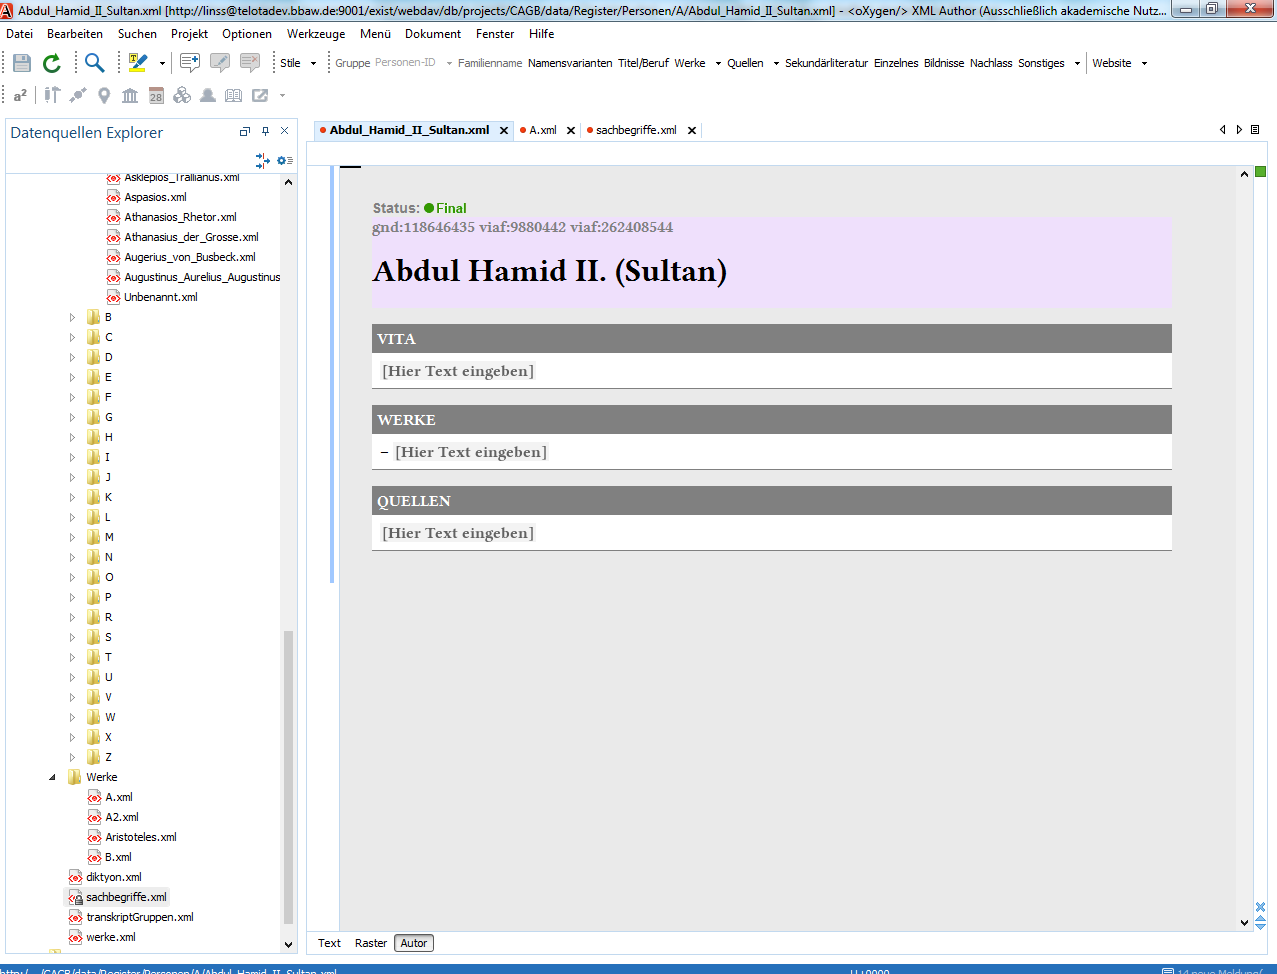 Abdul_Hamid_II_Sultan.xml [http://linss@telotadev.bbaw.de:9001/exist/webdav/db/projects/CAGB/data/Register/Personen/A/Abdul_Hamid_II_Sultan.xml] - <oXygen/> XML Author (Ausschließlich akademische Nutz...
Datei Bearbeiten Suchen Projekt Optionen Werkzeuge Menü Dokument Fenster Hilfe
Stile Gruppe Personen-ID Familienname Namensvarianten Titel/Beruf Werke Quellen Sekundärliteratur Einzelnes Bildnisse Nachlass Sonstiges Website
a² 28
Datenquellen Explorer
Abdul_Hamid_II_Sultan.xml A.xml sachbegriffe.xml
Asklepios_Trallianus.xml
Aspasios.xml
Athanasios_Rhetor.xml
Athanasius_der_Grosse.xml
Augerius_von_Busbeck.xml
Augustinus_Aurelius_Augustinus
Unbenannt.xml
B
C
D
E
F
G
H
I
J
K
L
M
N
O
P
R
S
T
U
V
W
X
Z
Werke
A.xml
A2.xml
Aristoteles.xml
B.xml
diktyon.xml
sachbegriffe.xml
transkriptGruppen.xml
werke.xml
Status: Final
gnd:118646435 viaf:9880442 viaf:262408544
Abdul Hamid II. (Sultan)
VITA
[Hier Text eingeben]
WERKE
– [Hier Text eingeben]
QUELLEN
[Hier Text eingeben]
Text Raster Autor
/CAGB/data/Register/Personen/A/Abdul_Hamid_II_Sultan.xml
U+0000
14 neue